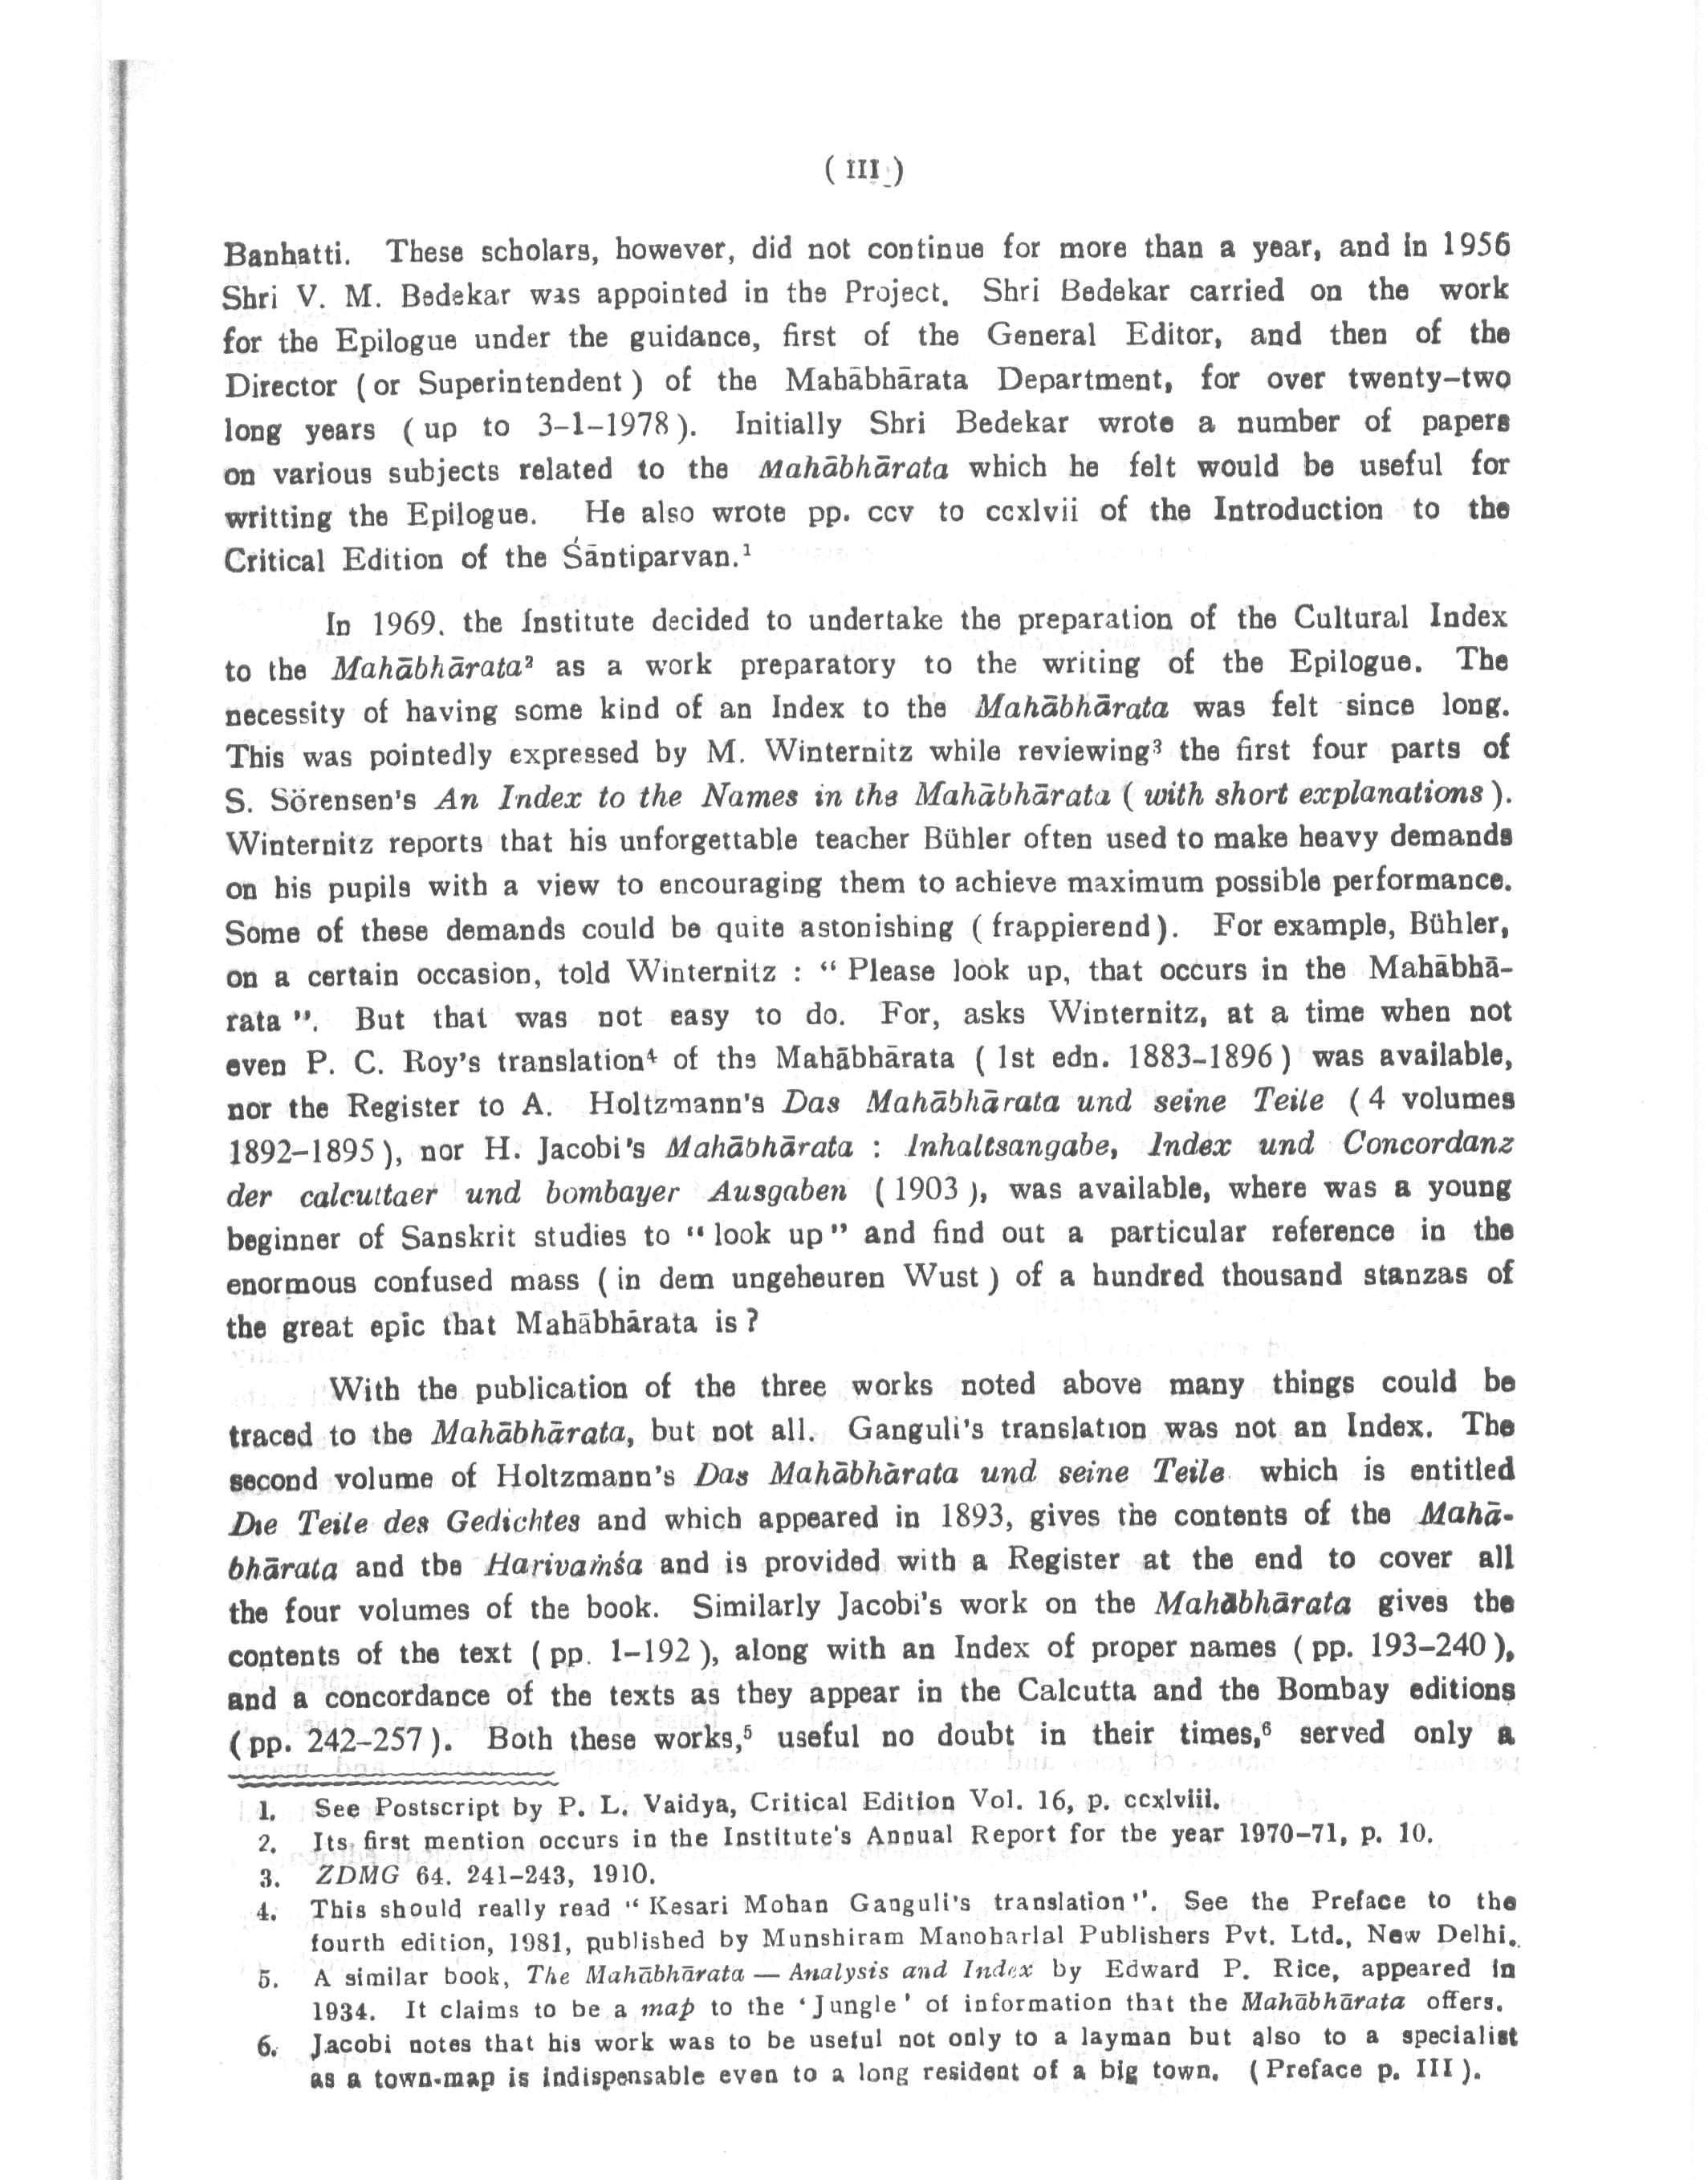 ( III )
Banhatti. These scholars, however, did not continue for more than a year, and in 1956
Shri V. M. Bedekar was appointed in the Project. Shri Bedekar carried on the work
for the Epilogue under the guidance, first of the General Editor, and then of the
Director ( or Superintendent ) of the Mahābhārata Department, for over twenty-two
long years ( up to 3-1-1978 ). Initially Shri Bedekar wrote a number of papers
on various subjects related to the Mahābhārata which he felt would be useful for
writting the Epilogue. He also wrote pp. ccv to ccxlvii of the Introduction to the
Critical Edition of the Śāntiparvan.¹
In 1969. the Institute decided to undertake the preparation of the Cultural Index
to the Mahābhārata² as a work preparatory to the writing of the Epilogue. The
necessity of having some kind of an Index to the Mahābhārata was felt since long.
This was pointedly expressed by M. Winternitz while reviewing³ the first four parts of
S. Sörensen's An Index to the Names in the Mahābhārata ( with short explanations ).
Winternitz reports that his unforgettable teacher Bühler often used to make heavy demands
on his pupils with a view to encouraging them to achieve maximum possible performance.
Some of these demands could be quite astonishing ( frappierend ). For example, Bühler,
on a certain occasion, told Winternitz : “ Please look up, that occurs in the Mahābhā-
rata ”. But that was not easy to do. For, asks Winternitz, at a time when not
even P. C. Roy's translation⁴ of the Mahābhārata ( 1st edn. 1883-1896 ) was available,
nor the Register to A. Holtzmann's Das Mahābhārata und seine Teile ( 4 volumes
1892-1895 ), nor H. Jacobi's Mahābhārata : Inhaltsangabe, Index und Concordanz
der calcuttaer und bombayer Ausgaben ( 1903 ), was available, where was a young
beginner of Sanskrit studies to “ look up ” and find out a particular reference in the
enormous confused mass ( in dem ungeheuren Wust ) of a hundred thousand stanzas of
the great epic that Mahābhārata is ?
With the publication of the three works noted above many things could be
traced to the Mahābhārata, but not all. Ganguli's translation was not an Index. The
second volume of Holtzmann's Das Mahābhārata und seine Teile which is entitled
Die Teile des Gedichtes and which appeared in 1893, gives the contents of the Mahā-
bhārata and the Harivaṁśa and is provided with a Register at the end to cover all
the four volumes of the book. Similarly Jacobi's work on the Mahābhārata gives the
contents of the text ( pp. 1-192 ), along with an Index of proper names ( pp. 193-240 ),
and a concordance of the texts as they appear in the Calcutta and the Bombay editions
( pp. 242-257 ). Both these works,⁵ useful no doubt in their times,⁶ served only a
1. See Postscript by P. L. Vaidya, Critical Edition Vol. 16, p. ccxlviii.
2. Its first mention occurs in the Institute's Annual Report for the year 1970-71, p. 10.
3. ZDMG 64. 241-243, 1910.
4. This should really read “ Kesari Mohan Ganguli's translation ”. See the Preface to the
fourth edition, 1981, published by Munshiram Manoharlal Publishers Pvt. Ltd., New Delhi.
5. A similar book, The Mahābhārata — Analysis and Index by Edward P. Rice, appeared in
1934. It claims to be a map to the ‘ Jungle ’ of information that the Mahābhārata offers.
6. Jacobi notes that his work was to be useful not only to a layman but also to a specialist
as a town-map is indispensable even to a long resident of a big town. ( Preface p. III ).